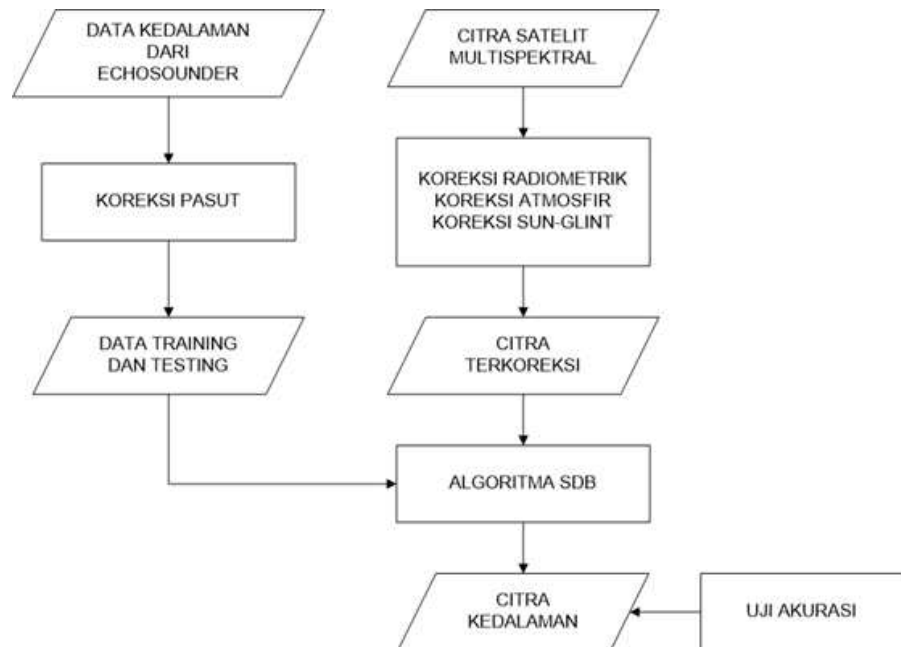 DATA KEDALAMAN
DARI
ECHOSOUNDER
CITRA SATELIT
MULTISPEKTRAL
KOREKSI PASUT
KOREKSI RADIOMETRIK
KOREKSI ATMOSFIR
KOREKSI SUN-GLINT
DATA TRAINING
DAN TESTING
CITRA
TERKOREKSI
ALGORITMA SDB
CITRA
KEDALAMAN
UJI AKURASI